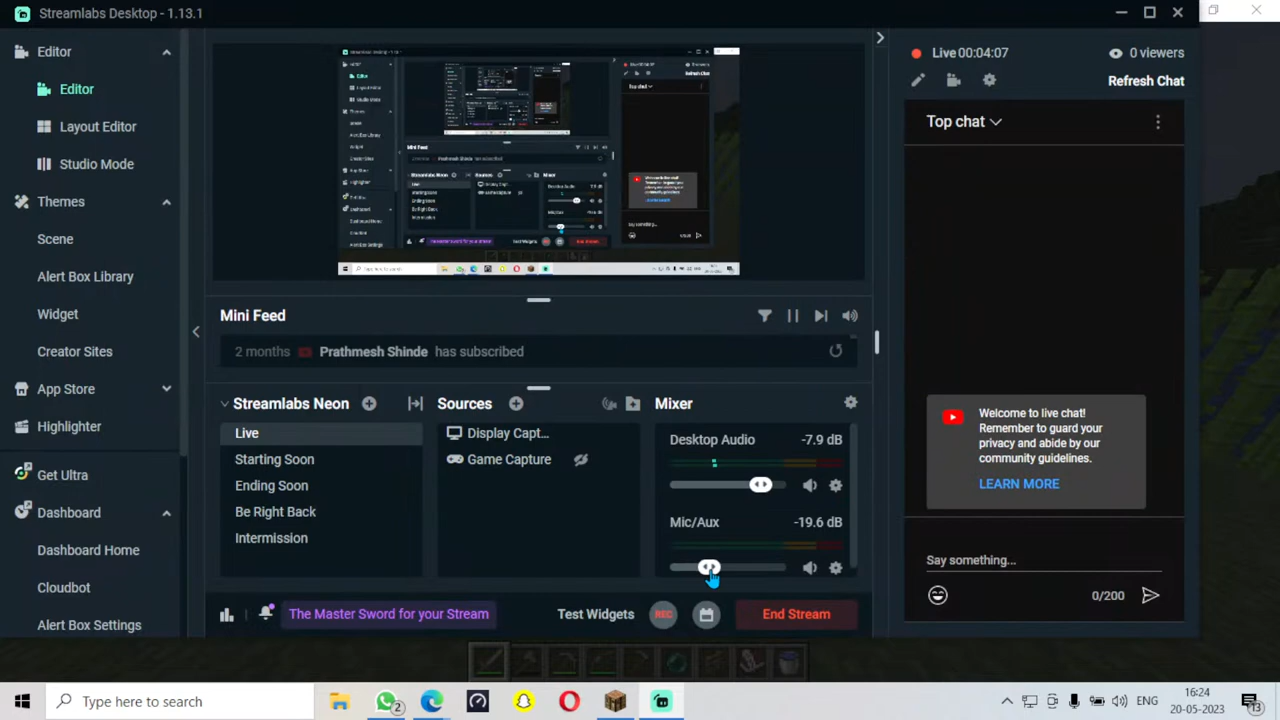 Streamlabs Desktop - 1.13.1
Editor
Editor
Layout Editor
Studio Mode
Themes
Scene
Alert Box Library
Widget
Creator Sites
App Store
Highlighter
Get Ultra
Dashboard
Dashboard Home
Cloudbot
Alert Box Settings
Mini Feed
2 months Prathmesh Shinde has subscribed
Streamlabs Neon
Live
Starting Soon
Ending Soon
Be Right Back
Intermission
Sources
Display Capt...
Game Capture
Mixer
Desktop Audio -7.9 dB
Mic/Aux -19.6 dB
The Master Sword for your Stream
Test Widgets
REC
End Stream
Live 00:04:07 0 viewers
Refresh Chat
Top chat
Welcome to live chat!
Remember to guard your
privacy and abide by our
community guidelines.
LEARN MORE
Say something...
0/200
Type here to search
2
ENG
16:24
20-05-2023
13